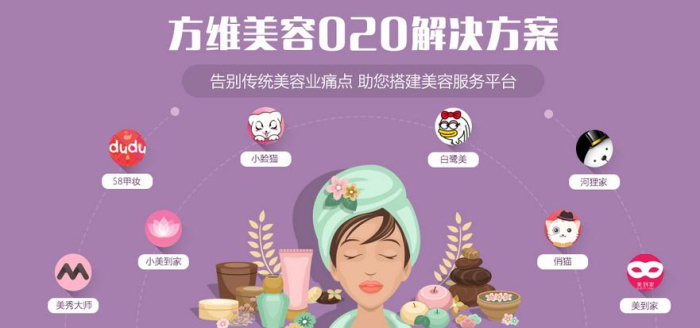 方维美容O2O解决方案
告别传统美容业痛点 助您搭建美容服务平台
dudu
58甲妆
小脸猫
白鹭美
河狸家
小美到家
俏猫
美秀大师
美到家
美到家